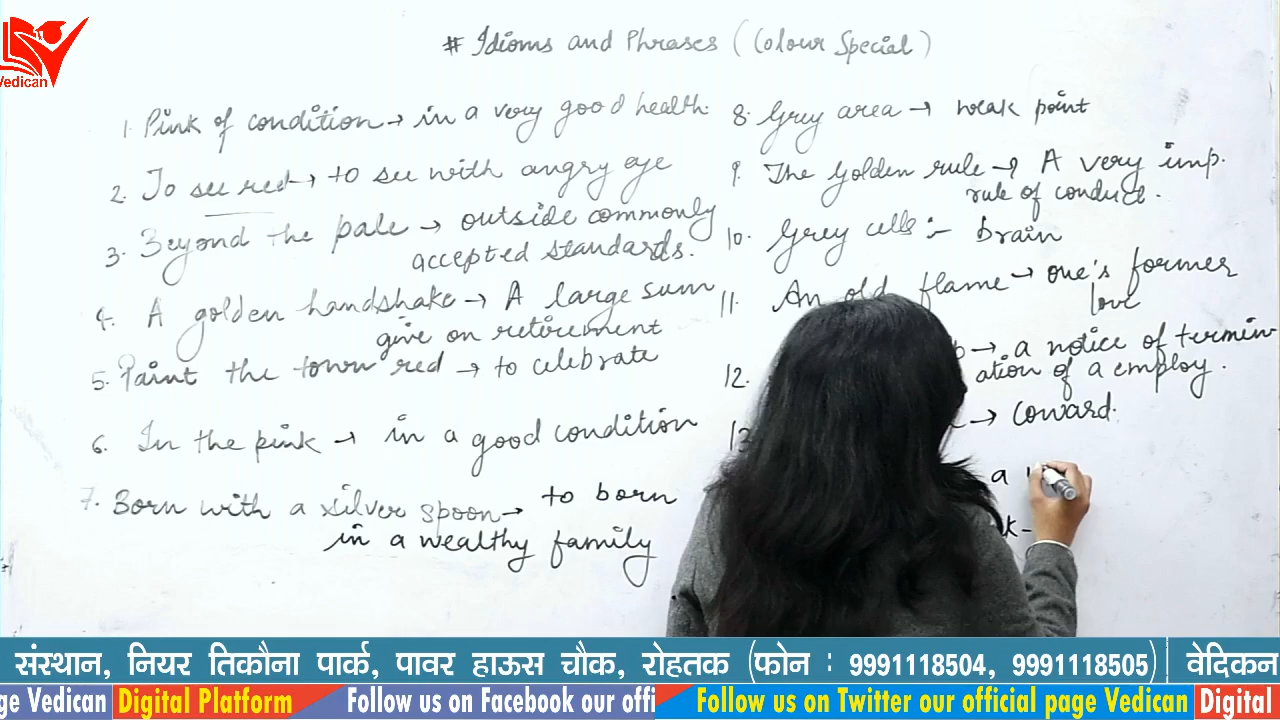 Vedican
# Idioms and Phrases (Colour Special)
1. Pink of condition → in a very good health.
2. To see red → to see with angry eye
3. Beyond the pale → outside commonly
accepted standards.
4. A golden handshake → A large sum
give on retirement
5. Paint the town red → to celebrate
6. In the pink → in a good condition
7. Born with a silver spoon → to born
in a wealthy family
8. Grey area → weak point
9. The golden rule → A very imp.
rule of conduct.
10. Grey cells :- brain
11. An old flame → one's former
love
12. → a notice of termin
ation of a employ.
13 → coward.
a
संस्थान, नियर तिकौना पार्क, पावर हाऊस चौक, रोहतक (फोन : 9991118504, 9991118505) वेदिकन
ge Vedican Digital Platform Follow us on Facebook our offi Follow us on Twitter our official page Vedican Digital